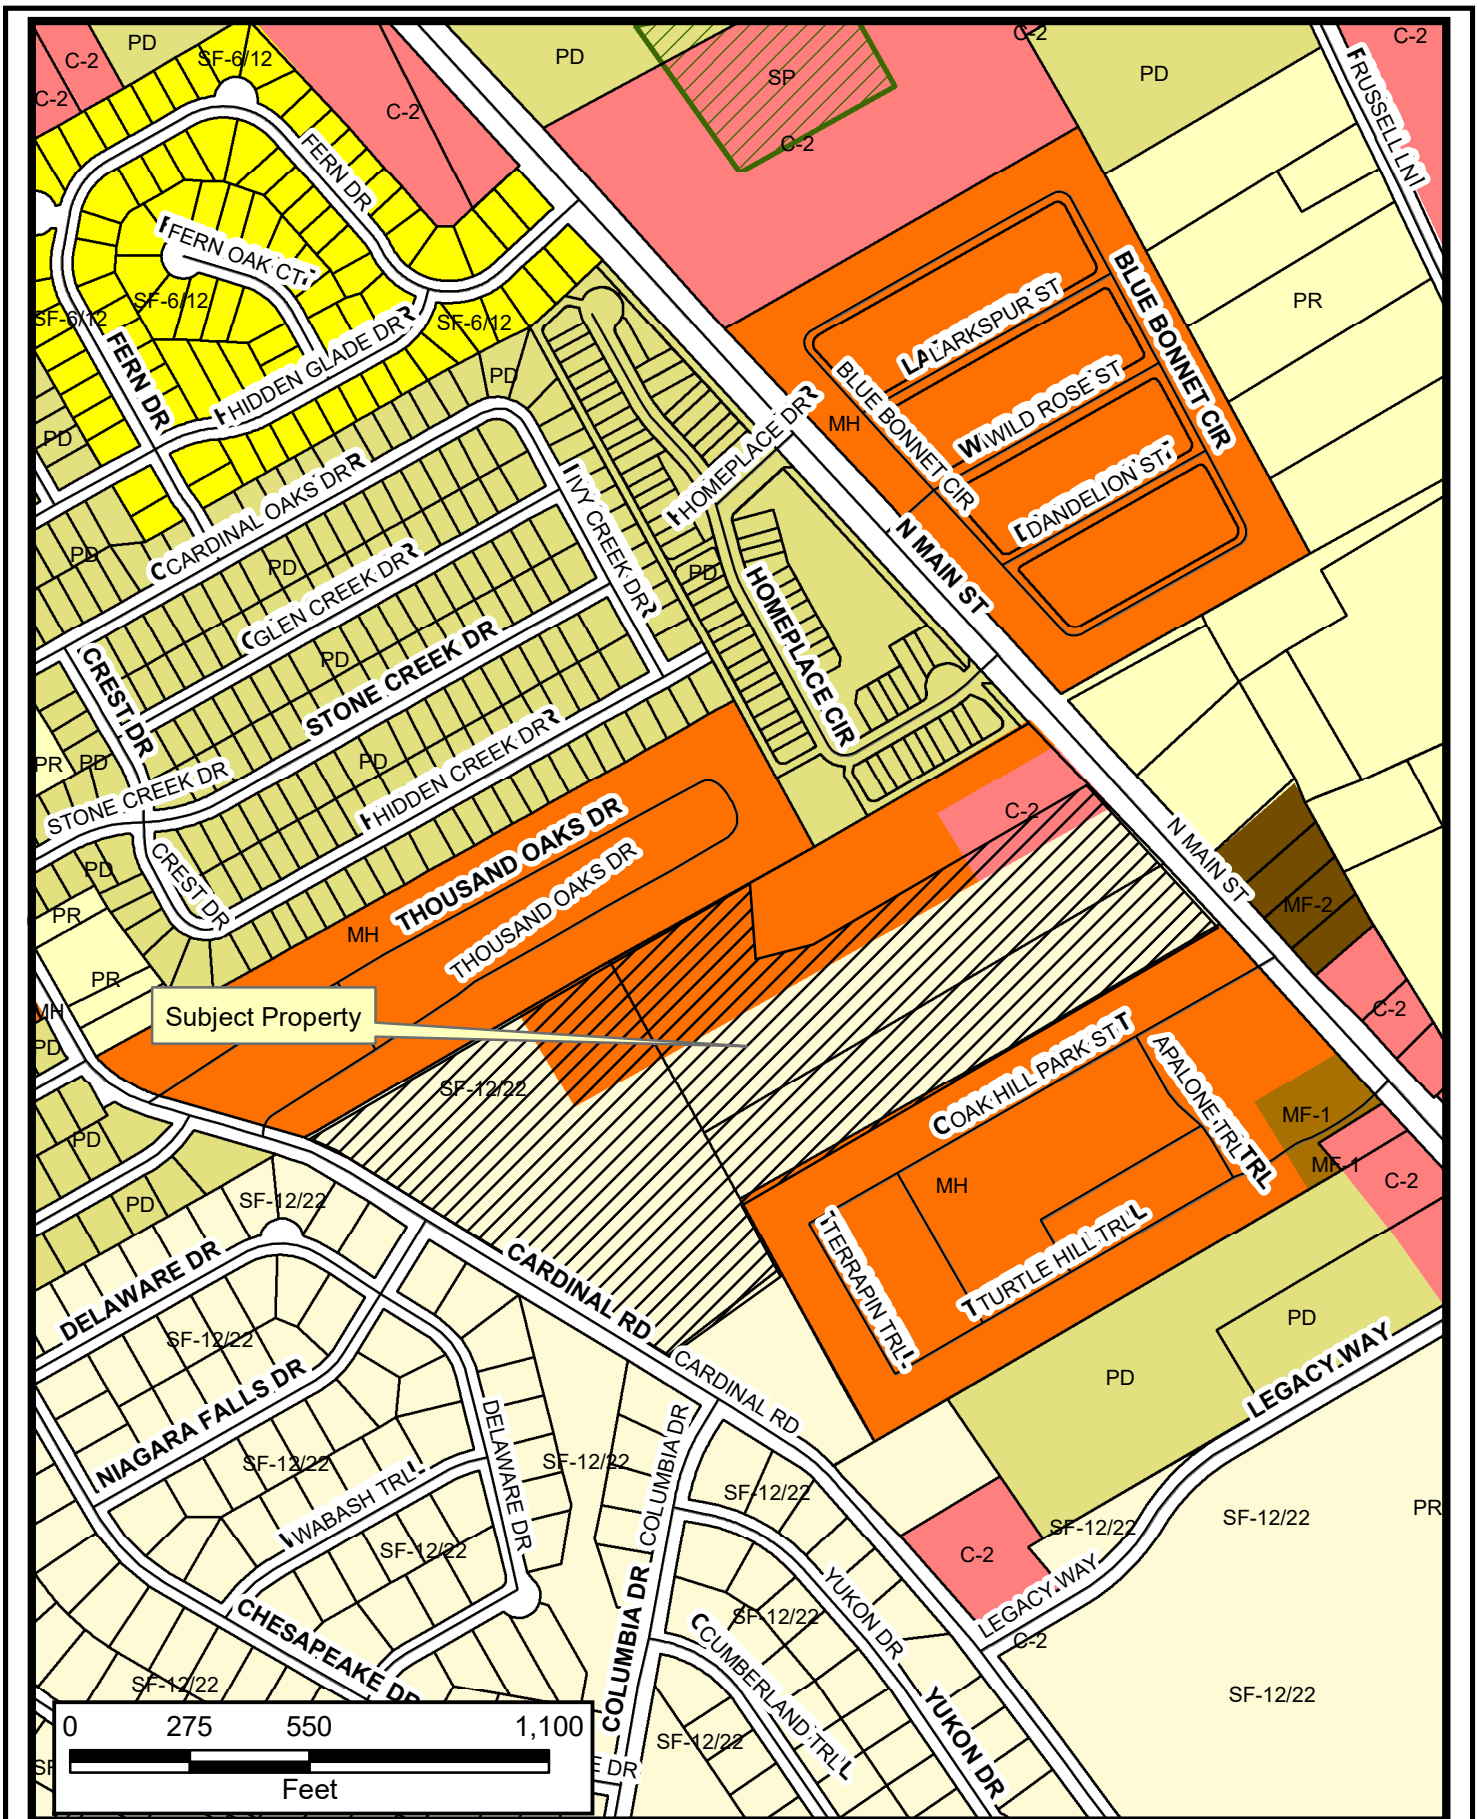 C-2
PD
SF-6/12
PD
C-2
C-2
C-2
SP
PD
C-2
C-2
C-2
RUSSELL LN
FERN DR
FERN OAK CT
SF-6/12
SF-6/12
SF-6/12
PR
BLUE BONNET CIR
LARKSPUR ST
FERN DR
HIDDEN GLADE DR
PD
BLUE BONNET CIR
WILD ROSE ST
HOMEPLACE DR
MH
PD
CARDINAL OAKS DR
DANDELION ST
IVY CREEK DR
N MAIN ST
PD
PD
GLEN CREEK DR
PD
HOMEPLACE CIR
STONE CREEK DR
PD
CREST DR
PR
PD
PD
HIDDEN CREEK DR
STONE CREEK DR
C-2
N MAIN ST
THOUSAND OAKS DR
THOUSAND OAKS DR
PD
CREST DR
PR
MF-2
MH
PR
MH
Subject Property
C-2
PD
OAK HILL PARK ST
APALONE TRL
TRL
SF-12/22
MF-1
PD
MF-1
MH
C-2
PD
SF-12/22
TERRAPIN TRL
TURTLE HILL TRL
DELAWARE DR
CARDINAL RD
PD
SF-12/22
LEGACY WAY
NIAGARA FALLS DR
CARDINAL RD
PD
DELAWARE DR
COLUMBIA DR
SF-12/22
SF-12/22
SF-12/22
WABASH TRL
SF-12/22
SF-12/22
SF-12/22
PR
C-2
LEGACY WAY
YUKON DR
CHESAPEAKE DR
COLUMBIA DR
SF-12/22
CUMBERLAND TRL
C-2
SF-12/22
SF-12/22
YUKON DR
SF-12/22
E DR
0 275 550 1,100
Feet